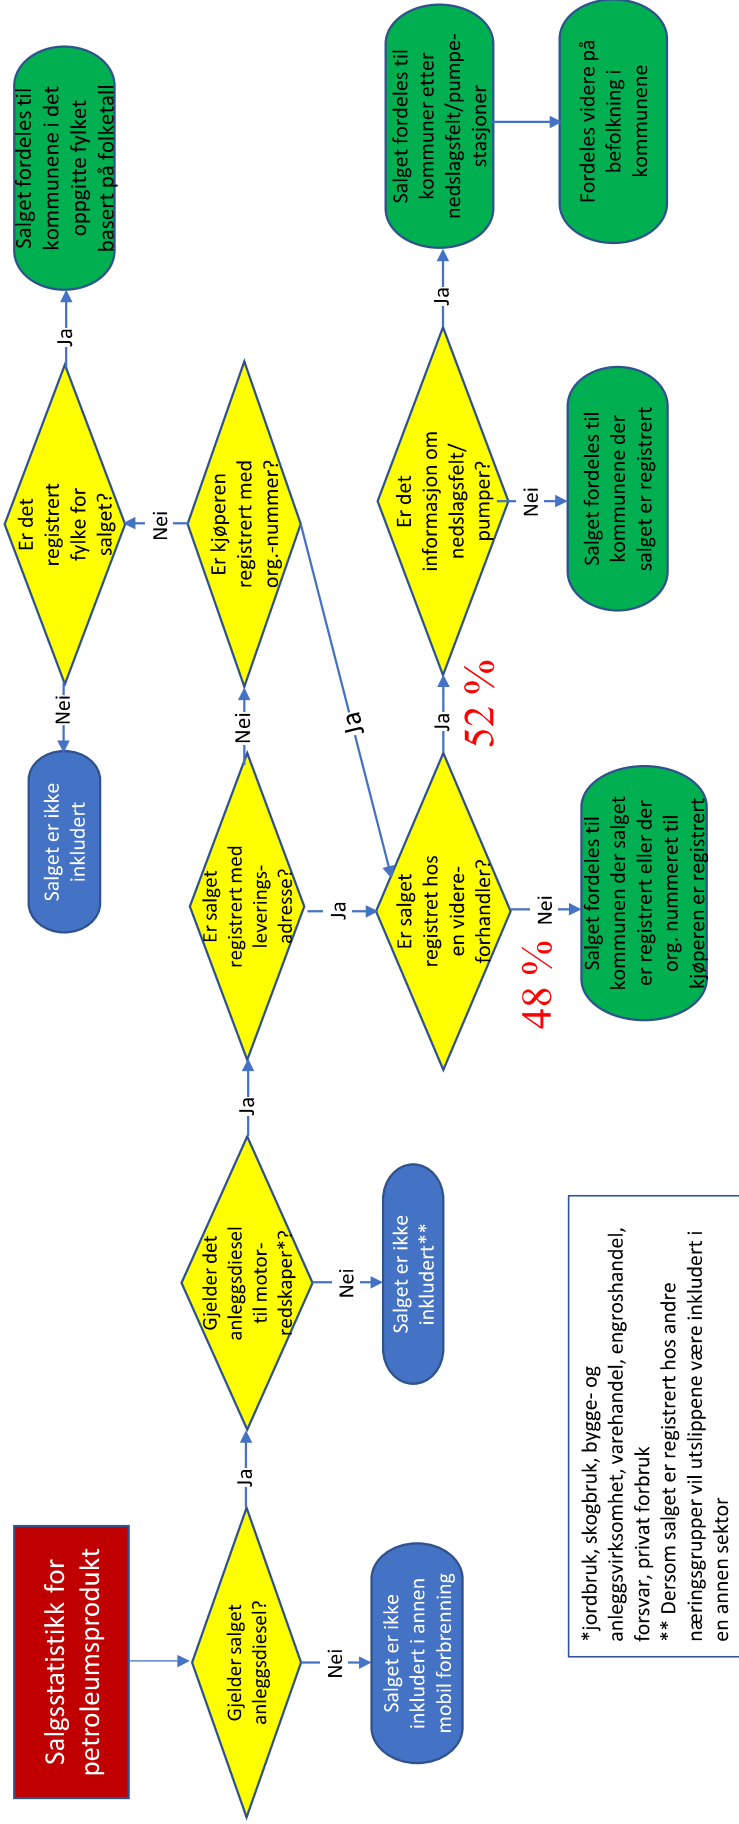 Salgsstatistikk for
petroleumsprodukt
Gjelder salget
anleggsdiesel?
Nei
Salget er ikke
inkludert i annen
mobil forbrenning
Ja
Gjelder det
anleggsdiesel
til motor-
redskaper*?
Nei
Salget er ikke
inkludert**
Ja
Er salget
registrert med
leverings-
adresse?
Nei
Ja
Er kjøperen
registrert med
org.-nummer?
Nei
Ja
Er det
registrert
fylke for
salget?
Nei
Salget er ikke
inkludert
Ja
Salget fordeles til
kommunene i det
oppgitte fylket
basert på folketall
Er salget
registret hos
en videre-
forhandler?
Nei
48 %
Salget fordeles til
kommunen der salget
er registrert eller der
org. nummeret til
kjøperen er registrert
Ja
52 %
Er det
informasjon om
nedslagsfelt/
pumper?
Nei
Salget fordeles til
kommunene der
salget er registrert
Ja
Salget fordeles til
kommuner etter
nedslagsfelt/pumpe-
stasjoner
Fordeles videre på
befolkning i
kommunene
*jordbruk, skogbruk, bygge- og
anleggsvirksomhet, varehandel, engroshandel,
forsvar, privat forbruk
** Dersom salget er registrert hos andre
næringsgrupper vil utslippene være inkludert i
en annen sektor